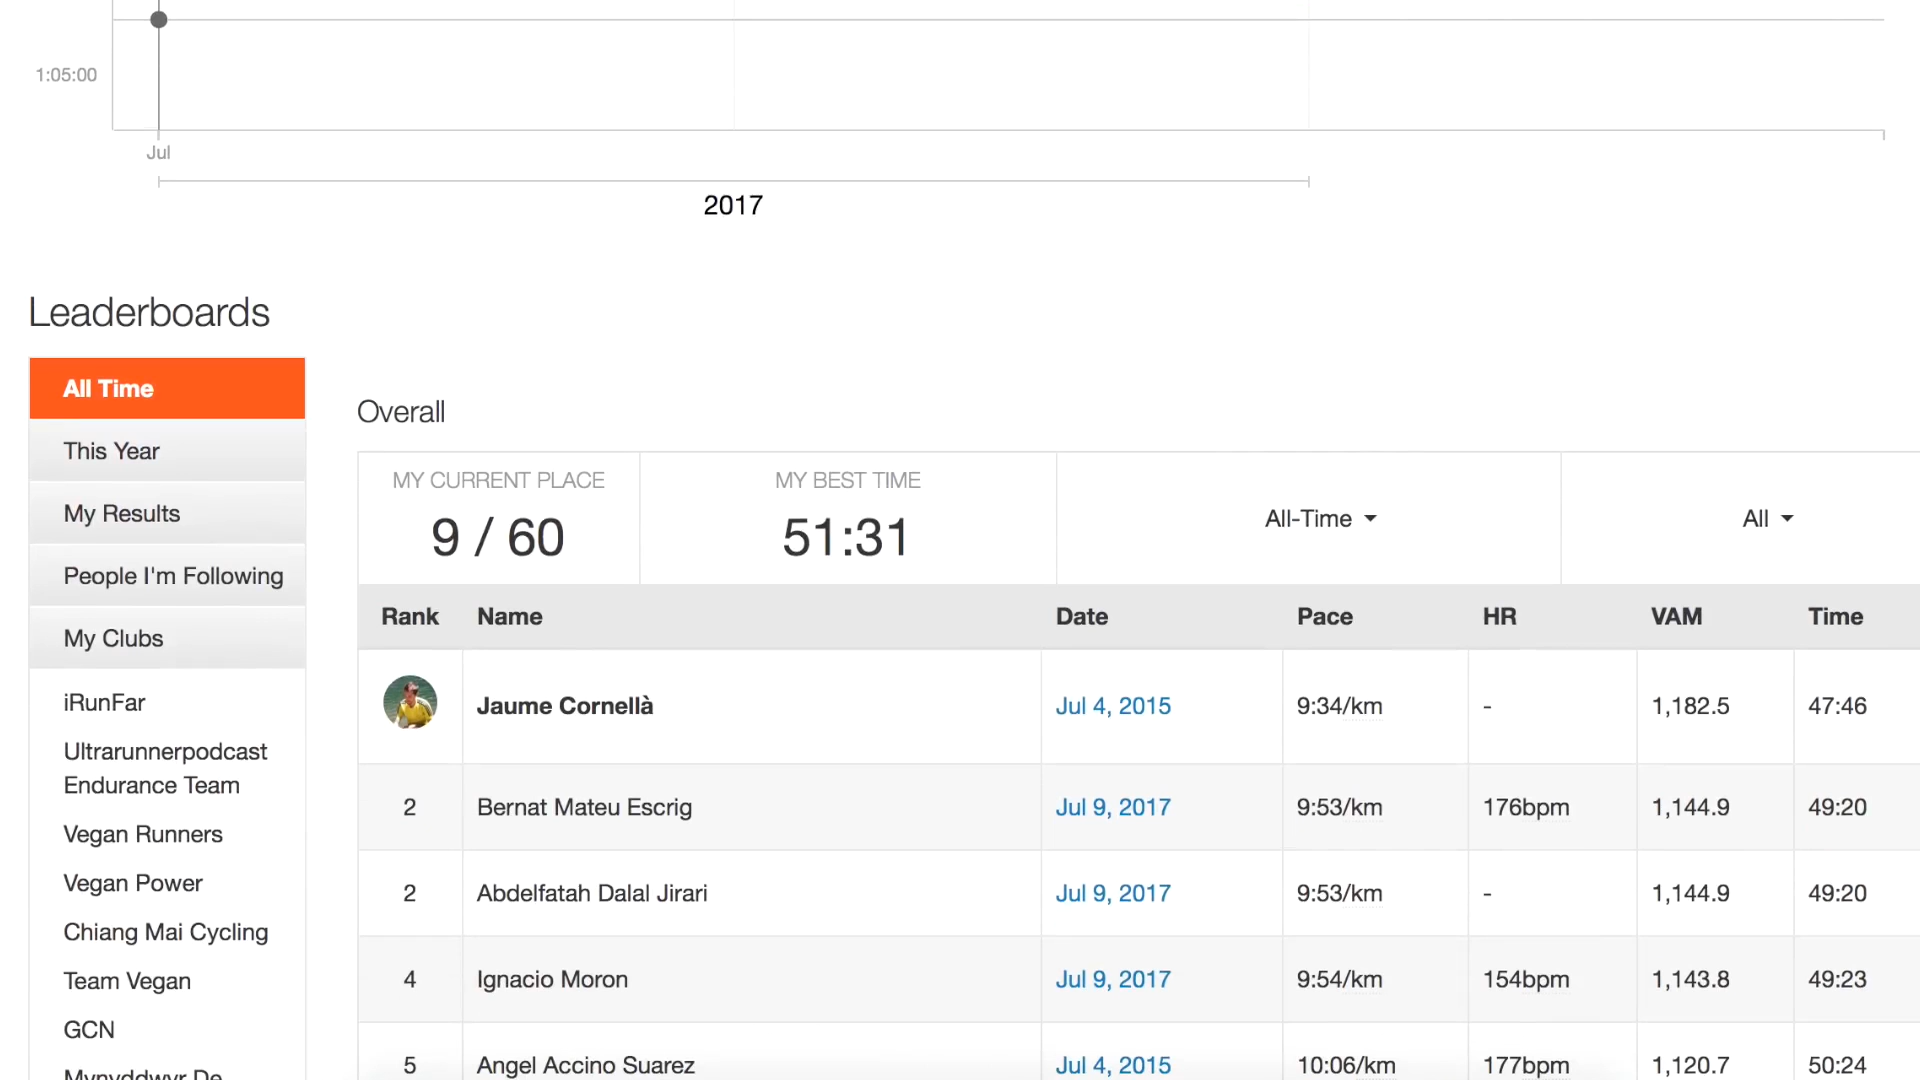 1:05:00
Jul
2017
Leaderboards
All Time
This Year
My Results
People I'm Following
My Clubs
iRunFar
Ultrarunnerpodcast
Endurance Team
Vegan Runners
Vegan Power
Chiang Mai Cycling
Team Vegan
GCN
Mynyddwyr De
Overall
MY CURRENT PLACE
9 / 60
MY BEST TIME
51:31
All-Time
All
Rank Name Date Pace HR VAM Time
Jaume Cornellà Jul 4, 2015 9:34/km - 1,182.5 47:46
2 Bernat Mateu Escrig Jul 9, 2017 9:53/km 176bpm 1,144.9 49:20
2 Abdelfatah Dalal Jirari Jul 9, 2017 9:53/km - 1,144.9 49:20
4 Ignacio Moron Jul 9, 2017 9:54/km 154bpm 1,143.8 49:23
5 Angel Accino Suarez Jul 4, 2015 10:06/km 177bpm 1,120.7 50:24